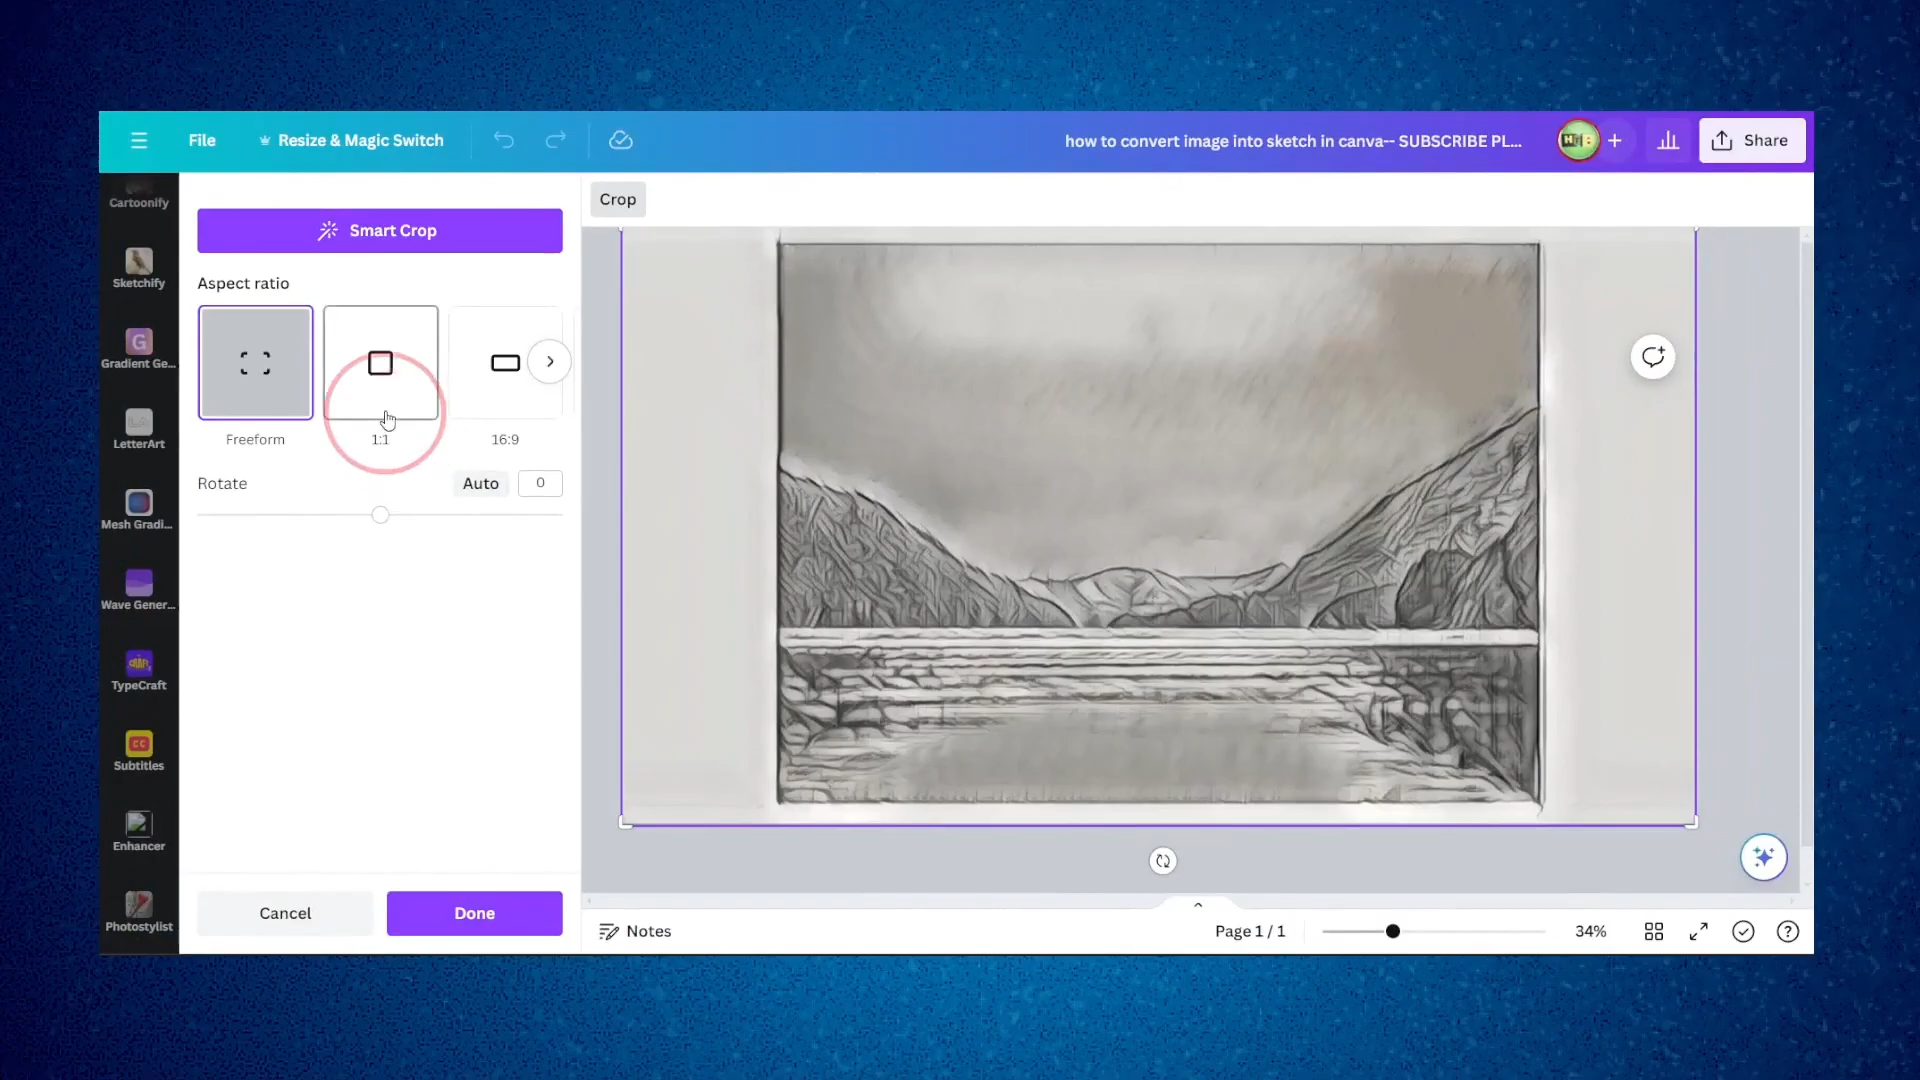 File
Resize & Magic Switch
how to convert image into sketch in canva-- SUBSCRIBE PL...
Share
Cartoonify
Sketchify
Gradient Ge...
LetterArt
Mesh Gradi...
Wave Gener...
TypeCraft
Subtitles
Enhancer
Photostylist
Smart Crop
Aspect ratio
Freeform
1:1
16:9
Rotate
Auto
0
Cancel
Done
Crop
Notes
Page 1 / 1
34%